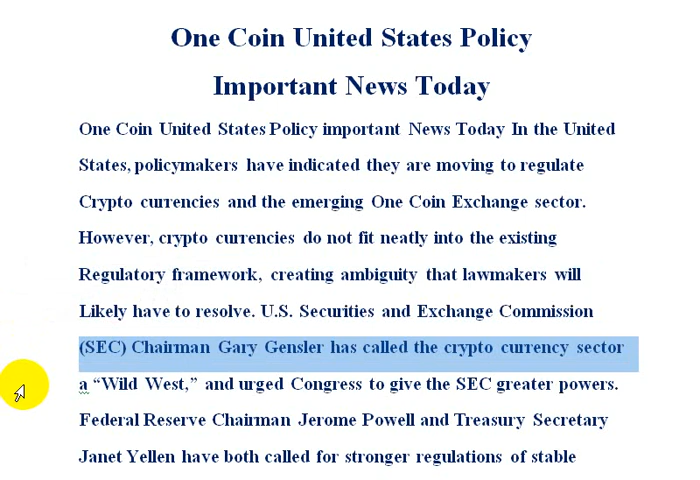 One Coin United States Policy
Important News Today
One Coin United States Policy important News Today In the United
States, policymakers have indicated they are moving to regulate
Crypto currencies and the emerging One Coin Exchange sector.
However, crypto currencies do not fit neatly into the existing
Regulatory framework, creating ambiguity that lawmakers will
Likely have to resolve. U.S. Securities and Exchange Commission
(SEC) Chairman Gary Gensler has called the crypto currency sector
a “Wild West,” and urged Congress to give the SEC greater powers.
Federal Reserve Chairman Jerome Powell and Treasury Secretary
Janet Yellen have both called for stronger regulations of stable